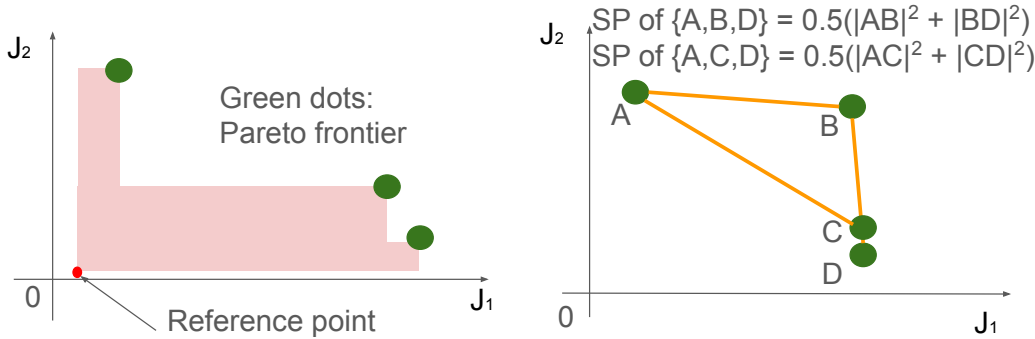 J₂
Green dots:
Pareto frontier
0
J₁
Reference point
SP of {A,B,D} = 0.5(|AB|² + |BD|²)
SP of {A,C,D} = 0.5(|AC|² + |CD|²)
J₂
A
B
C
D
0
J₁